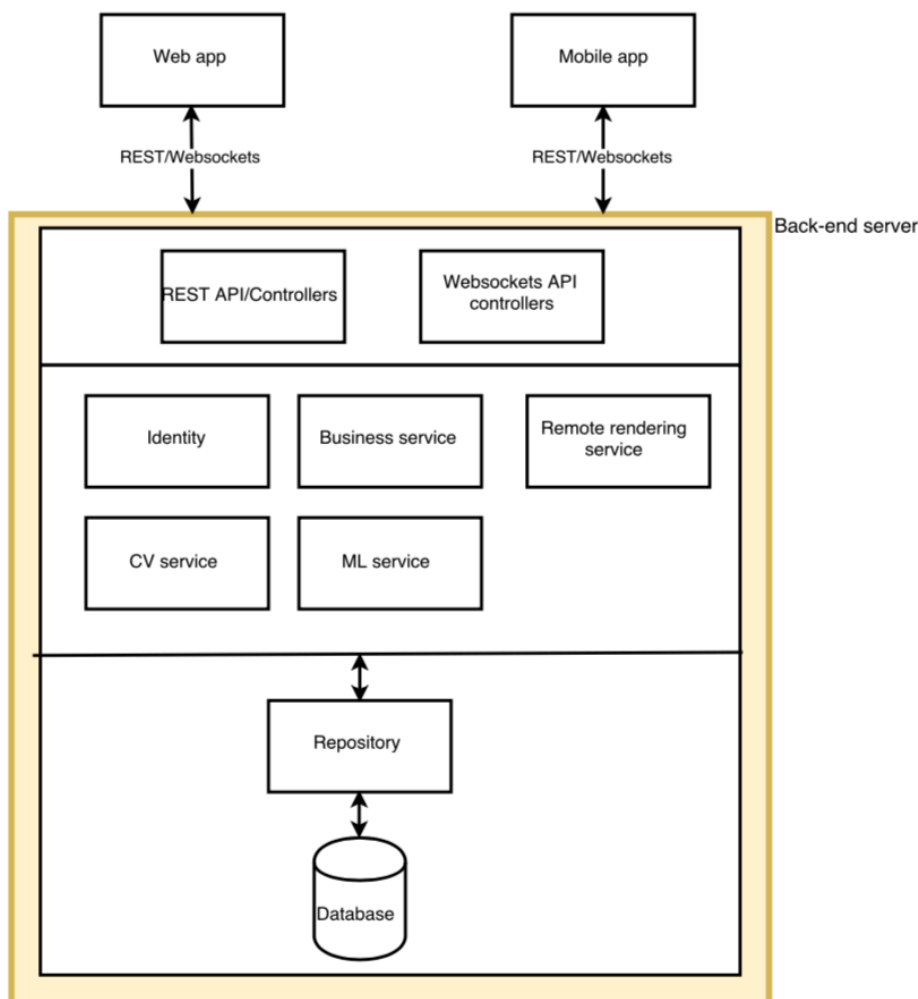 Web app
Mobile app
REST/Websockets
REST/Websockets
Back-end server
REST API/Controllers
Websockets API
controllers
Identity
Business service
Remote rendering
service
CV service
ML service
Repository
Database